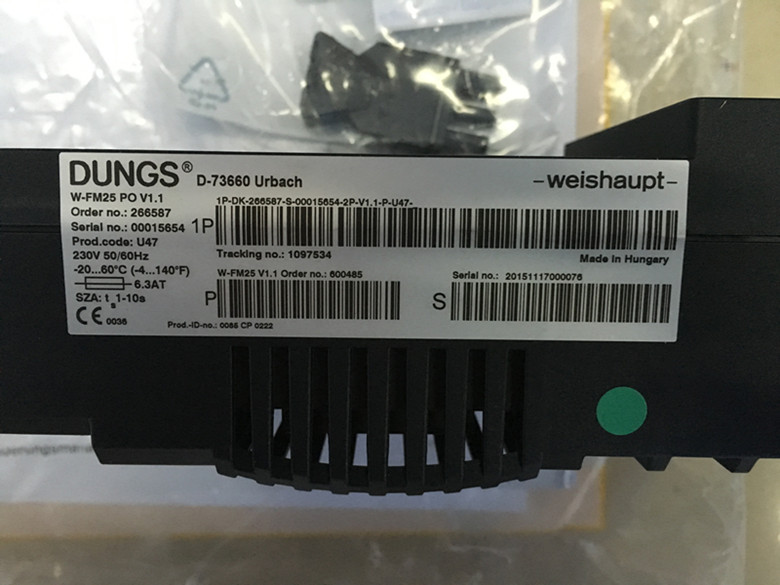 DUNGS® D-73660 Urbach
-weishaupt-
W-FM25 PO V1.1
Order no.: 266587
Serial no.: 00015654
Prod.code: U47
230V 50/60Hz
-20...60°C (-4...140°F)
6.3AT
SZA: ts1-10s
CE 0036
1P-DK-266587-S-00015654-2P-V1.1-P-U47-
1P
Tracking no.: 1097534
Made in Hungary
W-FM25 V1.1 Order no.: 600485
Serial no.: 20151117000076
P
S
Prod.-ID-no.: 0085 CP 0222